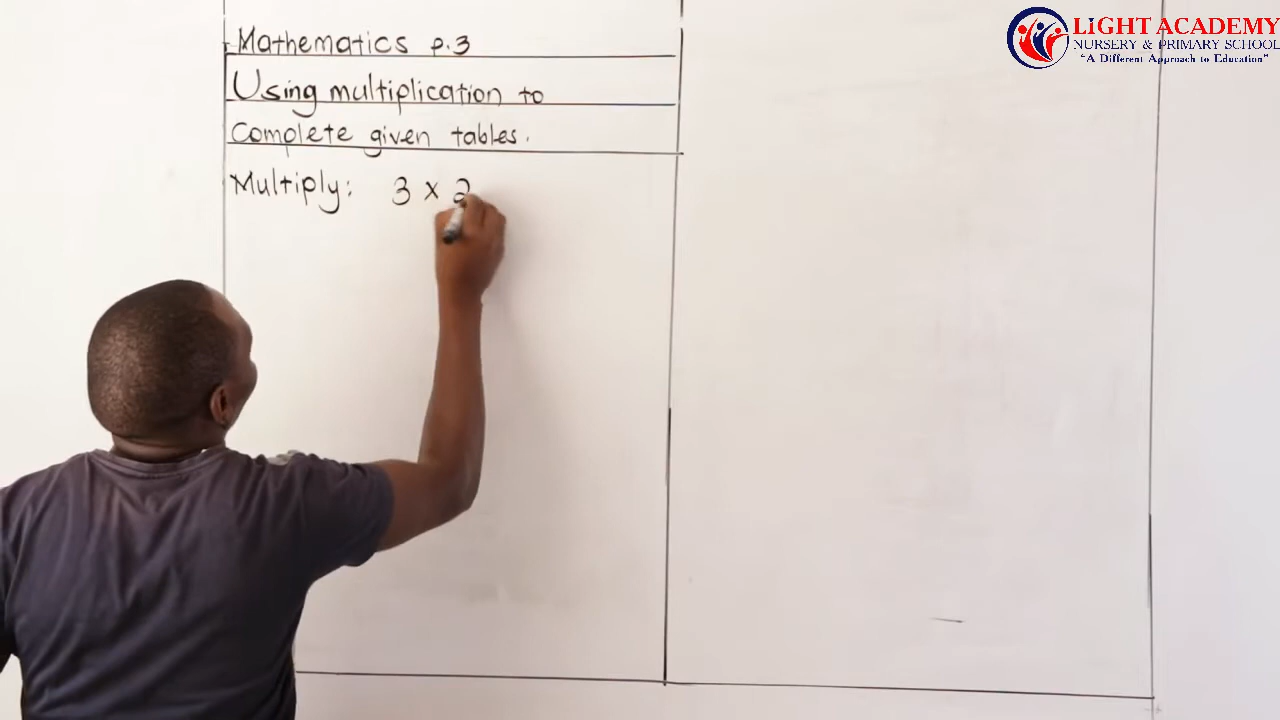 Mathematics p.3
Using multiplication to
Complete given tables.
Multiply: 3 × 2
LIGHT ACADEMY
NURSERY & PRIMARY SCHOOL
"A Different Approach to Education"